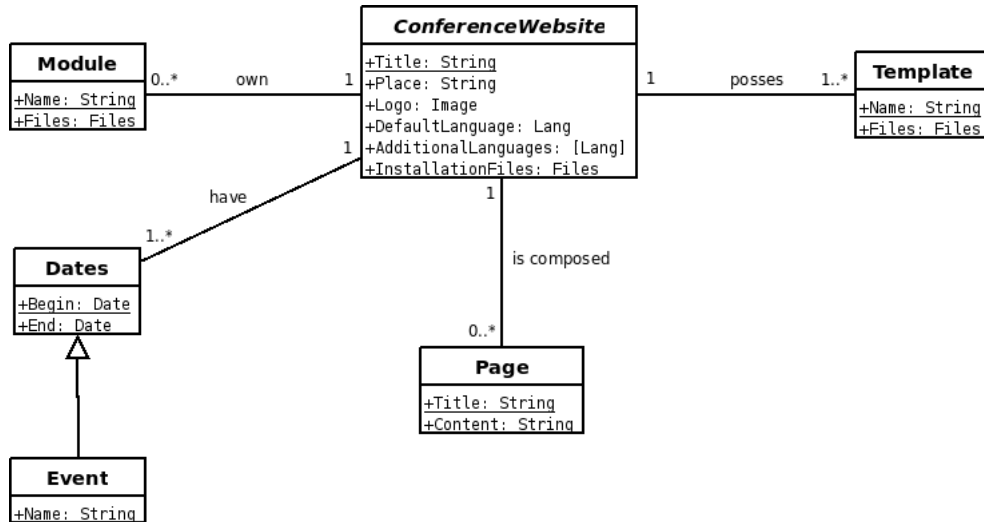 ConferenceWebsite
+Title: String
+Place: String
+Logo: Image
+DefaultLanguage: Lang
+AdditionalLanguages: [Lang]
+InstallationFiles: Files
Module
+Name: String
+Files: Files
0..* own 1
1 posses 1..*
Template
+Name: String
+Files: Files
1
have
1..*
Dates
+Begin: Date
+End: Date
1
is composed
0..*
Page
+Title: String
+Content: String
Event
+Name: String